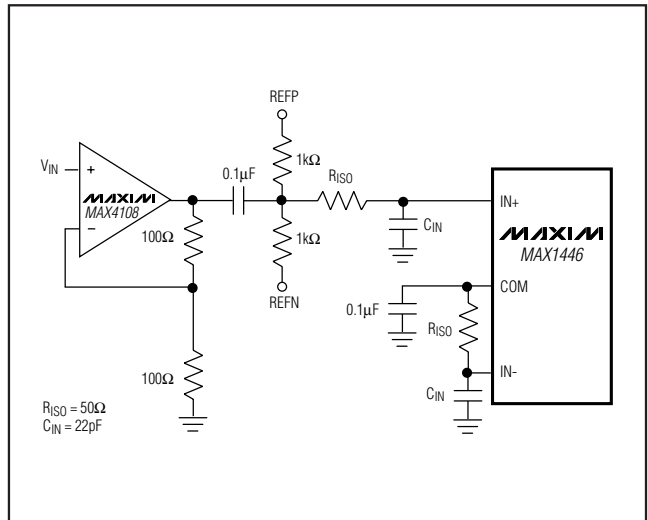 REFP
V_IN
+
MAXIM
MAX4108
−
0.1µF
1kΩ
R_ISO
100Ω
1kΩ
C_IN
REFN
IN+
MAXIM
MAX1446
COM
0.1µF
R_ISO
IN-
C_IN
100Ω
R_ISO = 50Ω
C_IN = 22pF